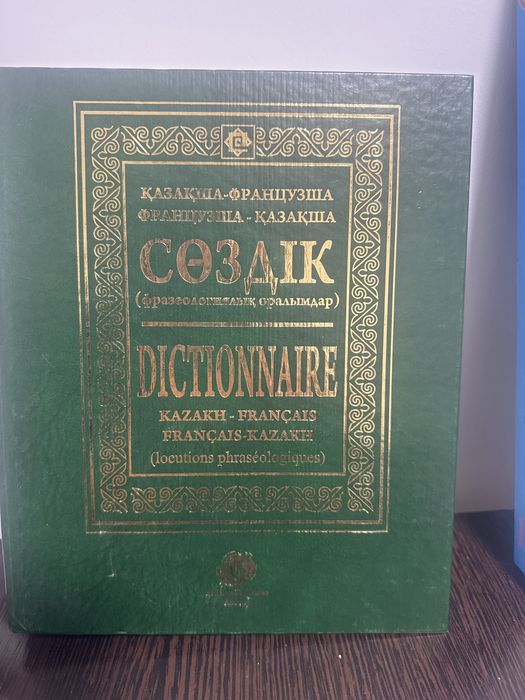 ҚАЗАҚША-ФРАНЦУЗША
ФРАНЦУЗША - ҚАЗАҚША
СӨЗДІК
(фразеологиялық оралымдар)
DICTIONNAIRE
KAZAKH - FRANÇAIS
FRANÇAIS-KAZAKH
(locutions phraséologiques)